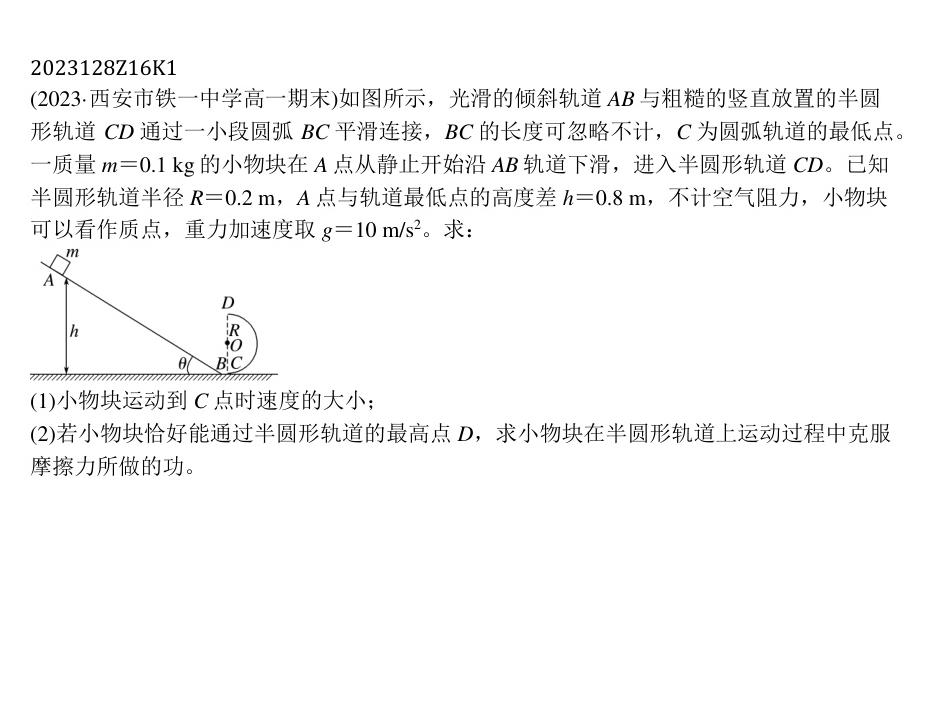 2023128Z16K1
(2023·西安市铁一中学高一期末)如图所示，光滑的倾斜轨道 AB 与粗糙的竖直放置的半圆
形轨道 CD 通过一小段圆弧 BC 平滑连接，BC 的长度可忽略不计，C 为圆弧轨道的最低点。
一质量 m＝0.1 kg 的小物块在 A 点从静止开始沿 AB 轨道下滑，进入半圆形轨道 CD。已知
半圆形轨道半径 R＝0.2 m，A 点与轨道最低点的高度差 h＝0.8 m，不计空气阻力，小物块
可以看作质点，重力加速度取 g＝10 m/s²。求：
m
A
D
h
R
O
θ
B C
(1)小物块运动到 C 点时速度的大小；
(2)若小物块恰好能通过半圆形轨道的最高点 D，求小物块在半圆形轨道上运动过程中克服
摩擦力所做的功。